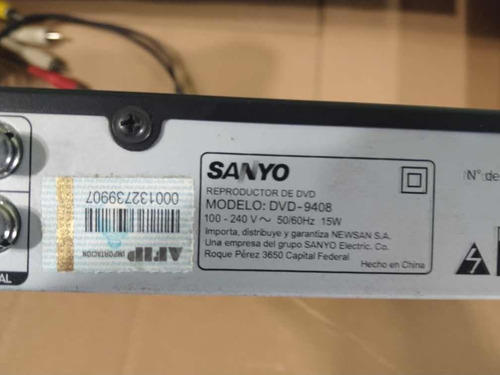 SANYO
REPRODUCTOR DE DVD
MODELO: DVD-9408
100 - 240 V~ 50/60Hz 15W
Importa, distribuye y garantiza NEWSAN S.A.
Una empresa del grupo SANYO Electric. Co.
Roque Pérez 3650 Capital Federal
Hecho en China
N° de
0001332739907
AFIP
IMPORTACION
AL